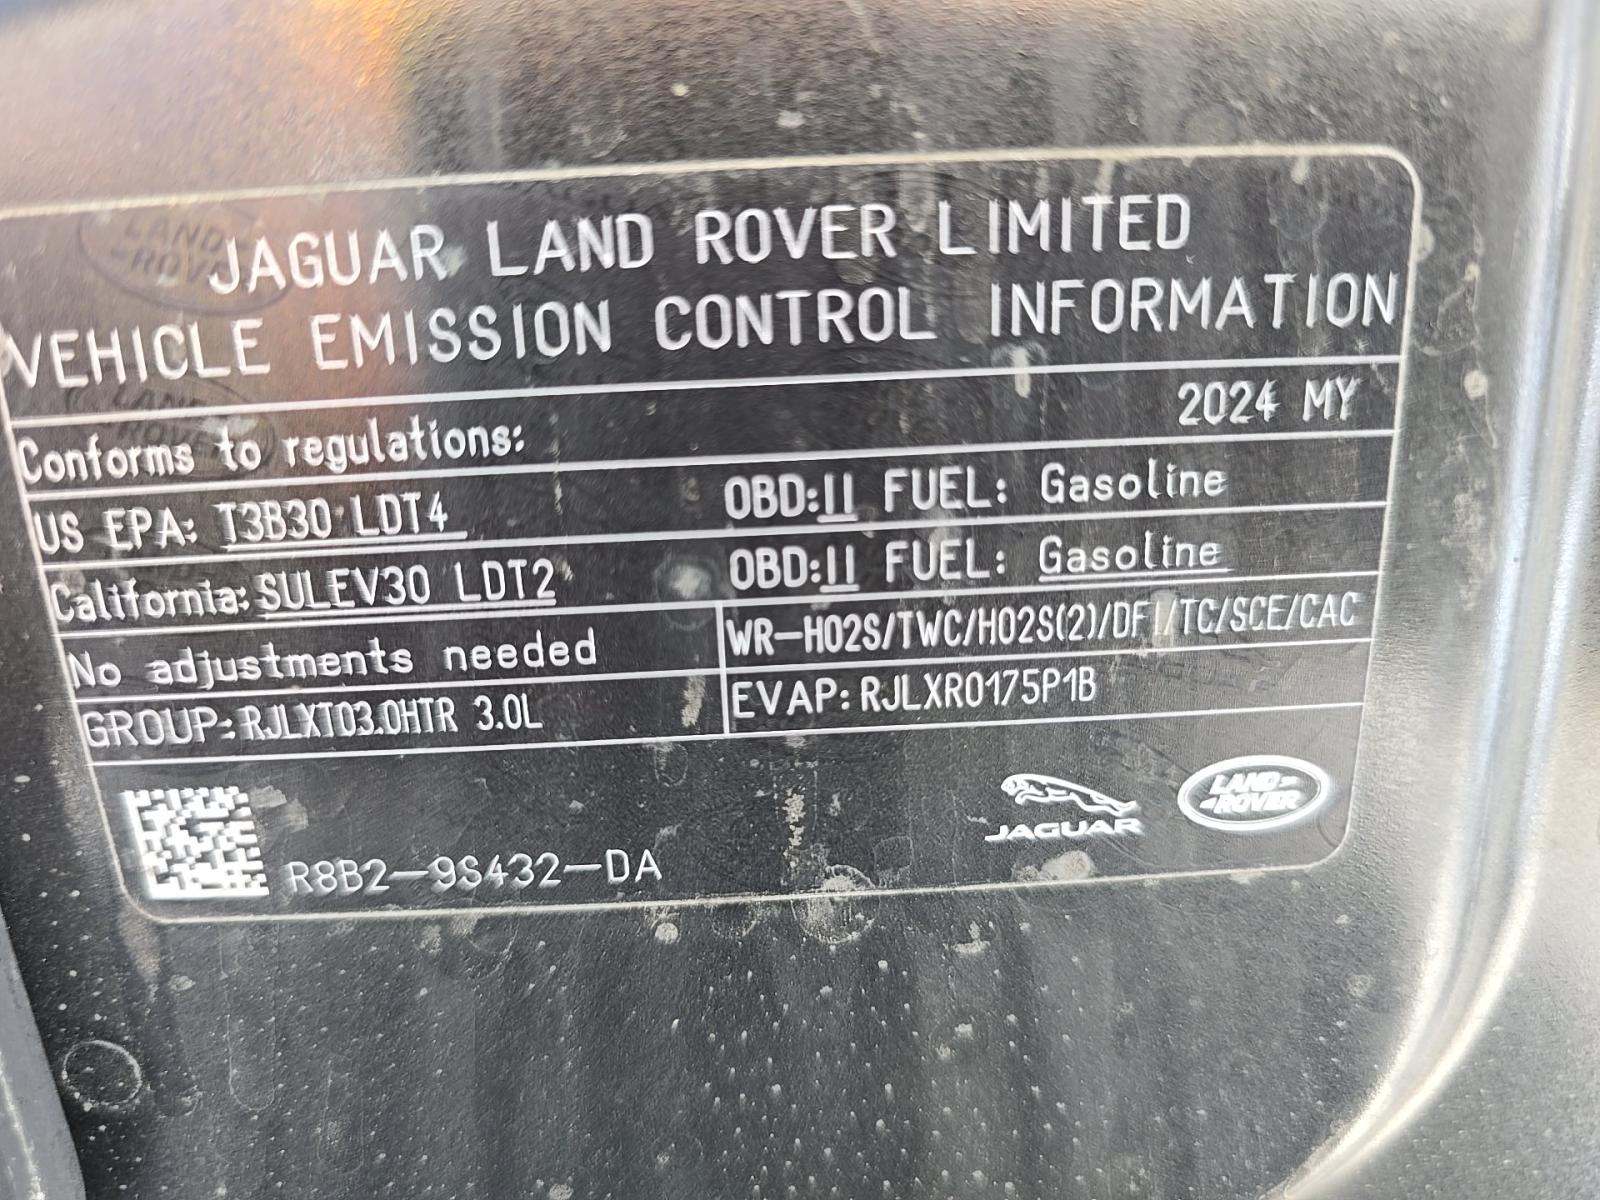 JAGUAR LAND ROVER LIMITED
VEHICLE EMISSION CONTROL INFORMATION
2024 MY
Conforms to regulations:
US EPA: T3B30 LDT4 OBD:II FUEL: Gasoline
California: SULEV30 LDT2 OBD:II FUEL: Gasoline
No adjustments needed WR-HO2S/TWC/HO2S(2)/DFI/TC/SCE/CAC
GROUP: RJLXT03.0HTR 3.0L EVAP: RJLXR0175P1B
R8B2-9S432-DA
JAGUAR
LAND
ROVER